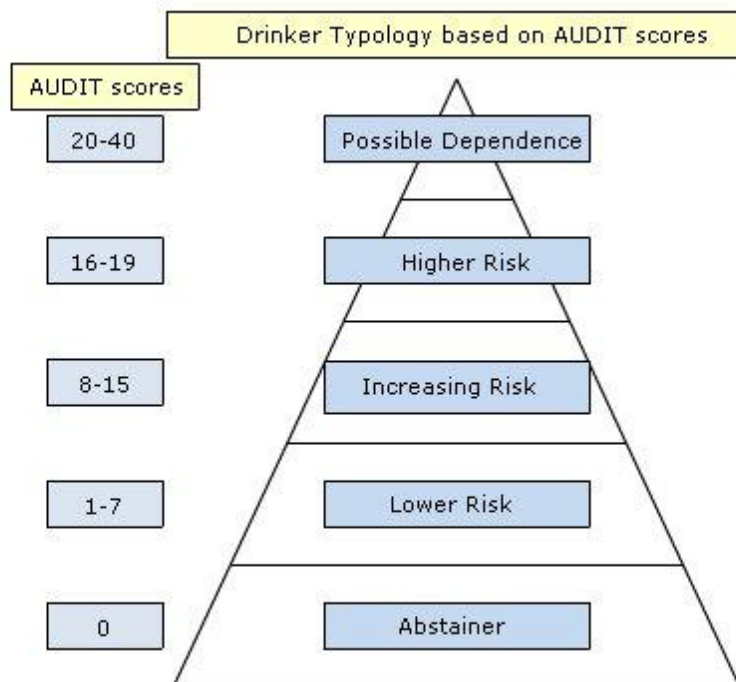 Drinker Typology based on AUDIT scores
AUDIT scores
20-40
Possible Dependence
16-19
Higher Risk
8-15
Increasing Risk
1-7
Lower Risk
0
Abstainer